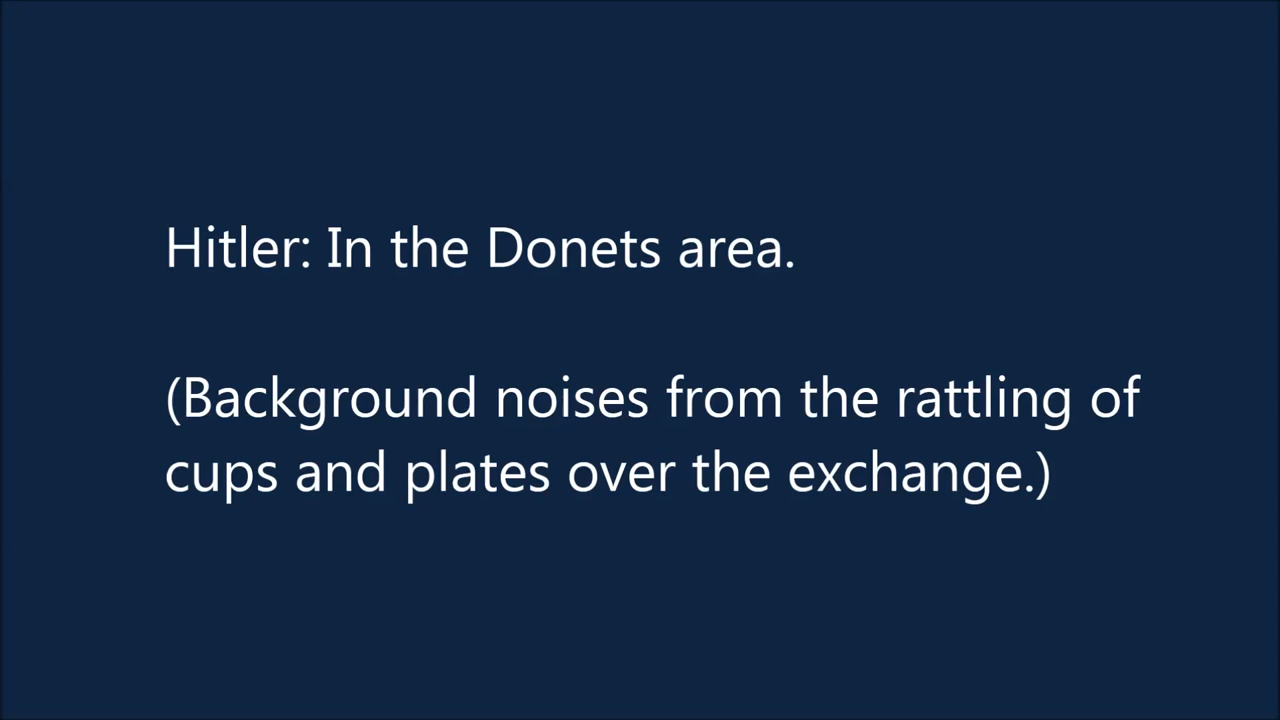 Hitler: In the Donets area.
(Background noises from the rattling of
cups and plates over the exchange.)